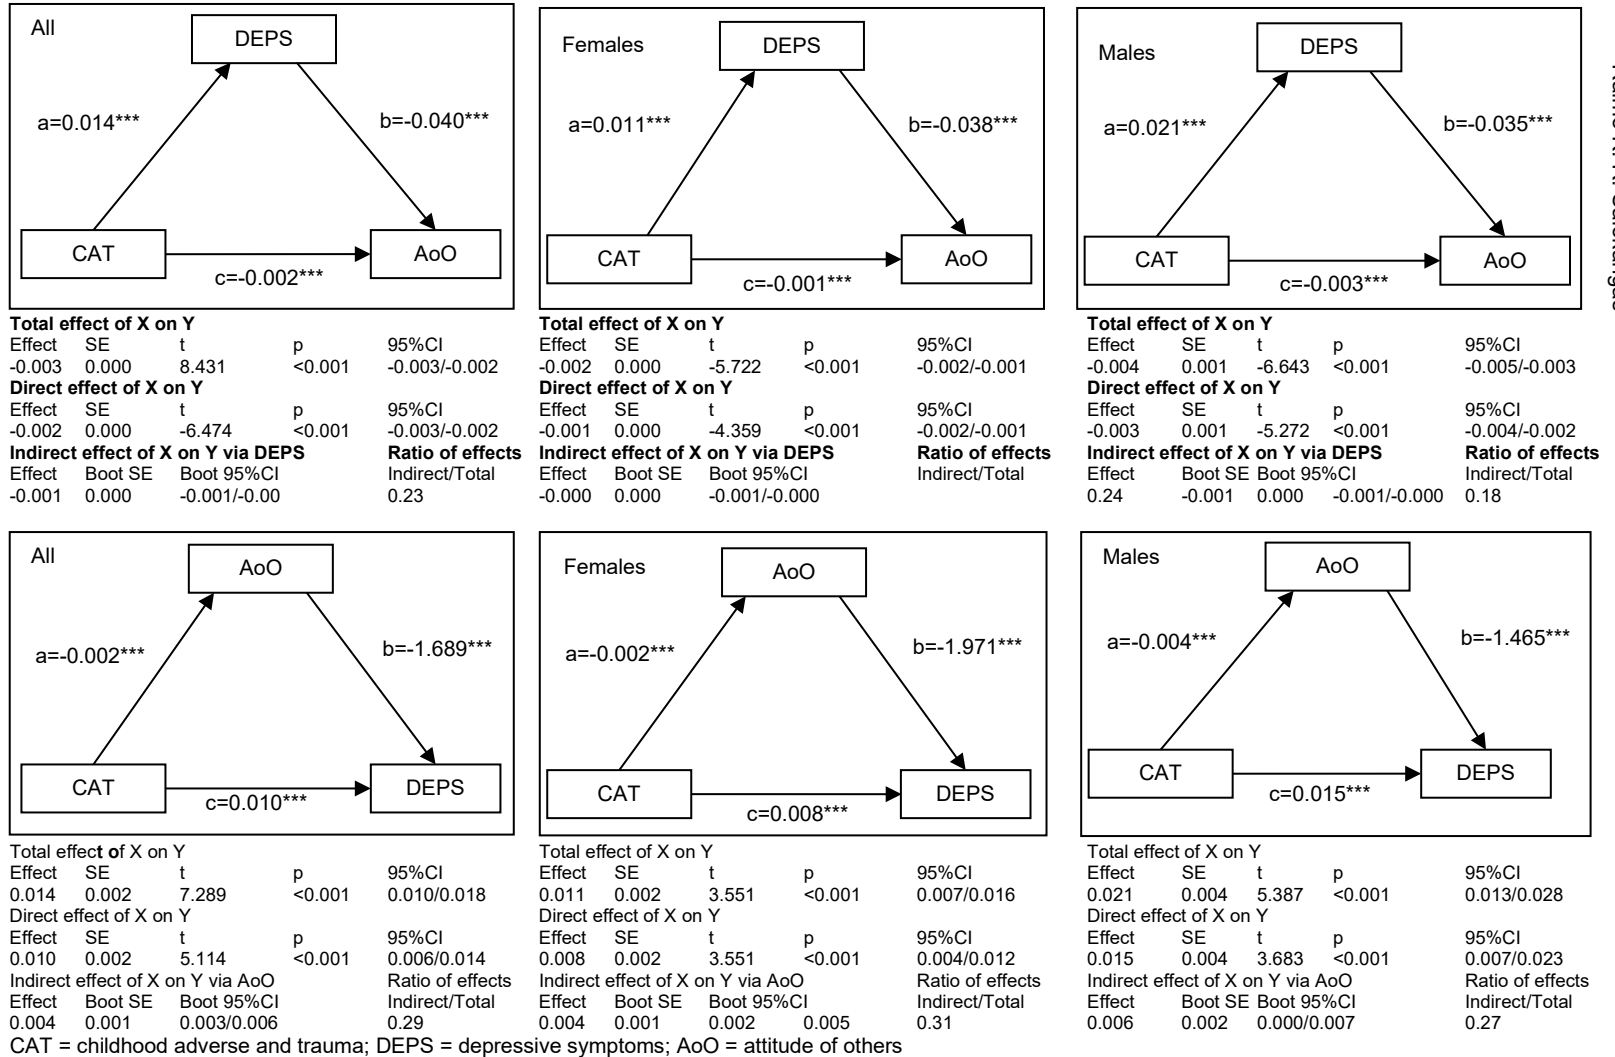 All
DEPS
a=0.014***
b=-0.040***
CAT
AoO
c=-0.002***
Total effect of X on Y
Effect SE t p 95%CI
-0.003 0.000 8.431 <0.001 -0.003/-0.002
Direct effect of X on Y
Effect SE t p 95%CI
-0.002 0.000 -6.474 <0.001 -0.003/-0.002
Indirect effect of X on Y via DEPS Ratio of effects
Effect Boot SE Boot 95%CI Indirect/Total
-0.001 0.000 -0.001/-0.00 0.23
Females
DEPS
a=0.011***
b=-0.038***
CAT
AoO
c=-0.001***
Total effect of X on Y
Effect SE t p 95%CI
-0.002 0.000 -5.722 <0.001 -0.002/-0.001
Direct effect of X on Y
Effect SE t p 95%CI
-0.001 0.000 -4.359 <0.001 -0.002/-0.001
Indirect effect of X on Y via DEPS Ratio of effects
Effect Boot SE Boot 95%CI Indirect/Total
-0.000 0.000 -0.001/-0.000
Males
DEPS
a=0.021***
b=-0.035***
CAT
AoO
c=-0.003***
Total effect of X on Y
Effect SE t p 95%CI
-0.004 0.001 -6.643 <0.001 -0.005/-0.003
Direct effect of X on Y
Effect SE t p 95%CI
-0.003 0.001 -5.272 <0.001 -0.004/-0.002
Indirect effect of X on Y via DEPS Ratio of effects
Effect Boot SE Boot 95%CI Indirect/Total
0.24 -0.001 0.000 -0.001/-0.000 0.18
All
AoO
a=-0.002***
b=-1.689***
CAT
DEPS
c=0.010***
Total effect of X on Y
Effect SE t p 95%CI
0.014 0.002 7.289 <0.001 0.010/0.018
Direct effect of X on Y
Effect SE t p 95%CI
0.010 0.002 5.114 <0.001 0.006/0.014
Indirect effect of X on Y via AoO Ratio of effects
Effect Boot SE Boot 95%CI Indirect/Total
0.004 0.001 0.003/0.006 0.29
Females
AoO
a=-0.002***
b=-1.971***
CAT
DEPS
c=0.008***
Total effect of X on Y
Effect SE t p 95%CI
0.011 0.002 3.551 <0.001 0.007/0.016
Direct effect of X on Y
Effect SE t p 95%CI
0.008 0.002 3.551 <0.001 0.004/0.012
Indirect effect of X on Y via AoO Ratio of effects
Effect Boot SE Boot 95%CI Indirect/Total
0.004 0.001 0.002 0.005 0.31
Males
AoO
a=-0.004***
b=-1.465***
CAT
DEPS
c=0.015***
Total effect of X on Y
Effect SE t p 95%CI
0.021 0.004 5.387 <0.001 0.013/0.028
Direct effect of X on Y
Effect SE t p 95%CI
0.015 0.004 3.683 <0.001 0.007/0.023
Indirect effect of X on Y via AoO Ratio of effects
Effect Boot SE Boot 95%CI Indirect/Total
0.006 0.002 0.000/0.007 0.27
CAT = childhood adverse and trauma; DEPS = depressive symptoms; AoO = attitude of others